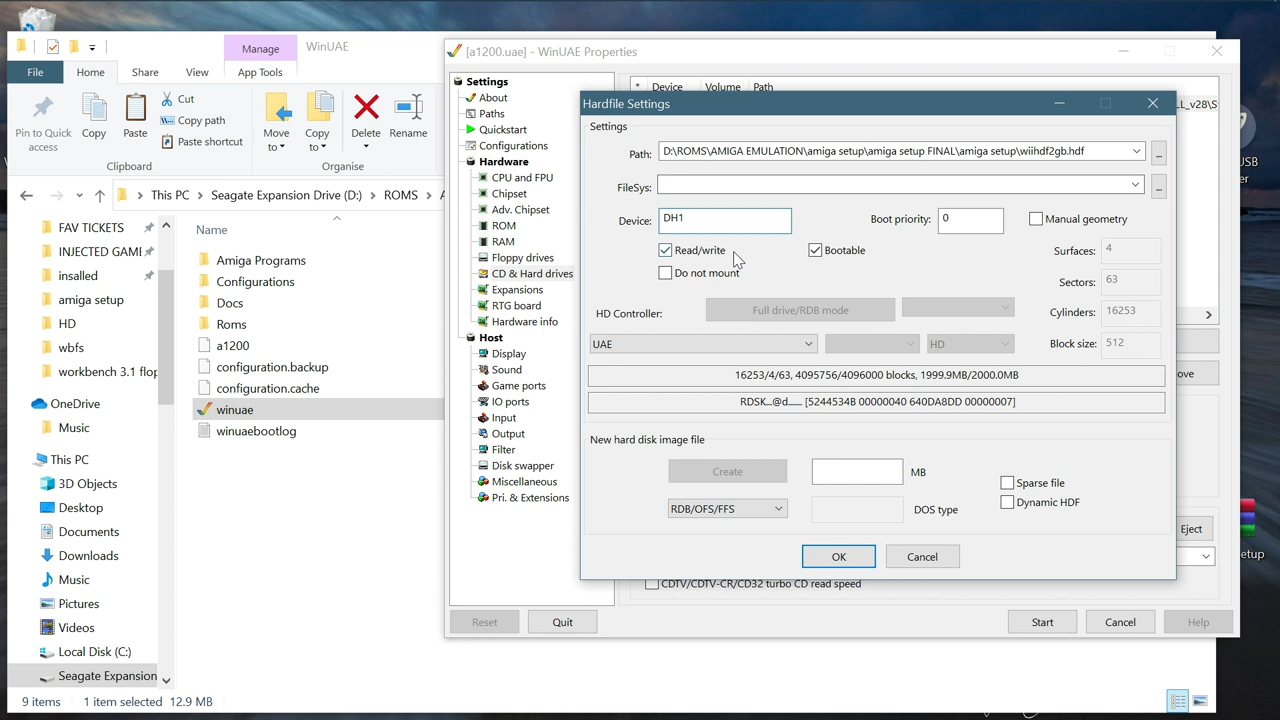 Manage
WinUAE
File
Home
Share
View
App Tools
Pin to Quick
access
Copy
Paste
Cut
Copy path
Paste shortcut
Move
to
Copy
to
Delete
Rename
Clipboard
Organise
This PC
Seagate Expansion Drive (D:)
ROMS
FAV TICKETS
INJECTED GAMI
insalled
amiga setup
HD
wbfs
workbench 3.1 flop
OneDrive
Music
This PC
3D Objects
Desktop
Documents
Downloads
Music
Pictures
Videos
Local Disk (C:)
Seagate Expansion
Name
Amiga Programs
Configurations
Docs
Roms
a1200
configuration.backup
configuration.cache
winuae
winuaebootlog
9 items
1 item selected 12.9 MB
[a1200.uae] - WinUAE Properties
Settings
About
Paths
Quickstart
Configurations
Hardware
CPU and FPU
Chipset
Adv. Chipset
ROM
RAM
Floppy drives
CD & Hard drives
Expansions
RTG board
Hardware info
Host
Display
Sound
Game ports
IO ports
Input
Output
Filter
Disk swapper
Miscellaneous
Pri. & Extensions
* Device Volume Path
LL_v28\S
Hardfile Settings
Settings
Path: D:\ROMS\AMIGA EMULATION\amiga setup\amiga setup FINAL\amiga setup\wiihdf2gb.hdf ...
FileSys: ...
Device: DH1
Boot priority: 0
Manual geometry
Read/write
Bootable
Surfaces: 4
Do not mount
Sectors: 63
HD Controller:
Full drive/RDB mode
Cylinders: 16253
UAE
HD
Block size: 512
16253/4/63, 4095756/4096000 blocks, 1999.9MB/2000.0MB
RDSK...@d...... [5244534B 00000040 640DA8DD 00000007]
New hard disk image file
Create
MB
Sparse file
RDB/OFS/FFS
DOS type
Dynamic HDF
OK
Cancel
ove
Eject
CDTV/CDTV-CR/CD32 turbo CD read speed
Reset
Quit
Start
Cancel
Help
USB
er
etup